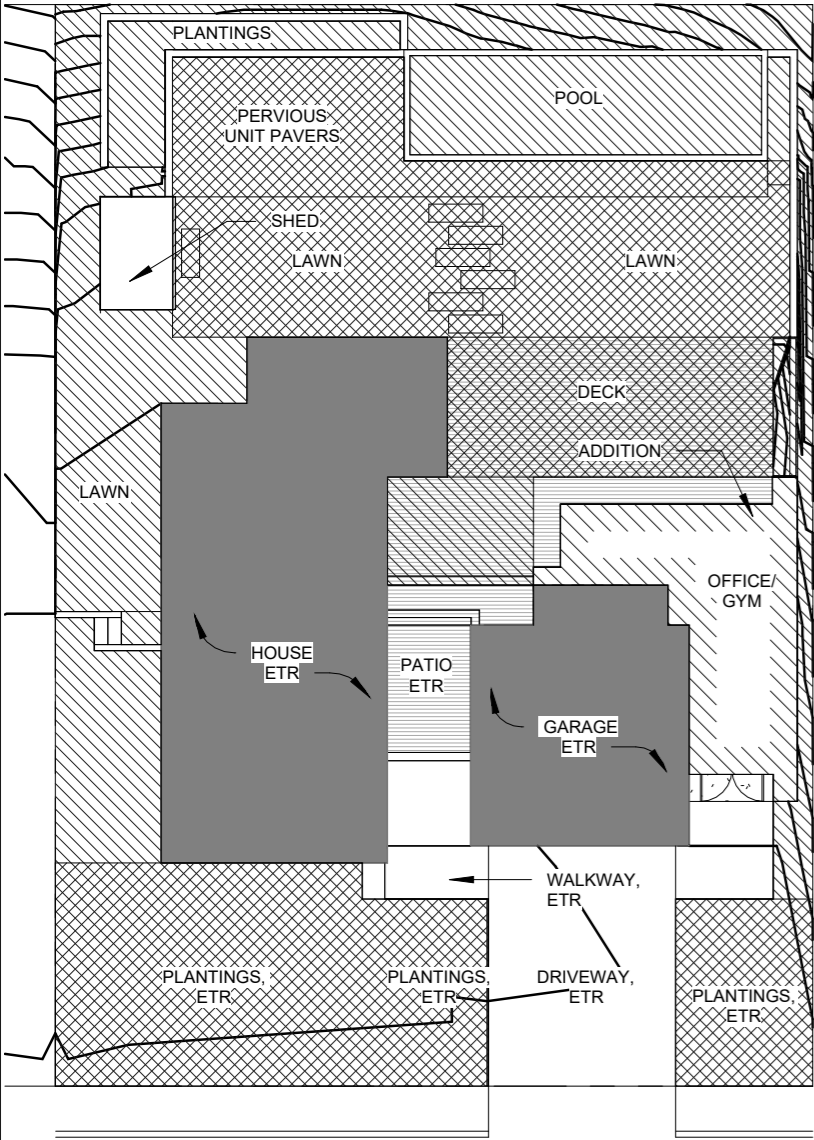 PLANTINGS
POOL
PERVIOUS
UNIT PAVERS
SHED
LAWN
LAWN
DECK
ADDITION
LAWN
OFFICE/
GYM
HOUSE
ETR
PATIO
ETR
GARAGE
ETR
WALKWAY,
ETR
PLANTINGS,
ETR
PLANTINGS,
ETR
DRIVEWAY,
ETR
PLANTINGS,
ETR